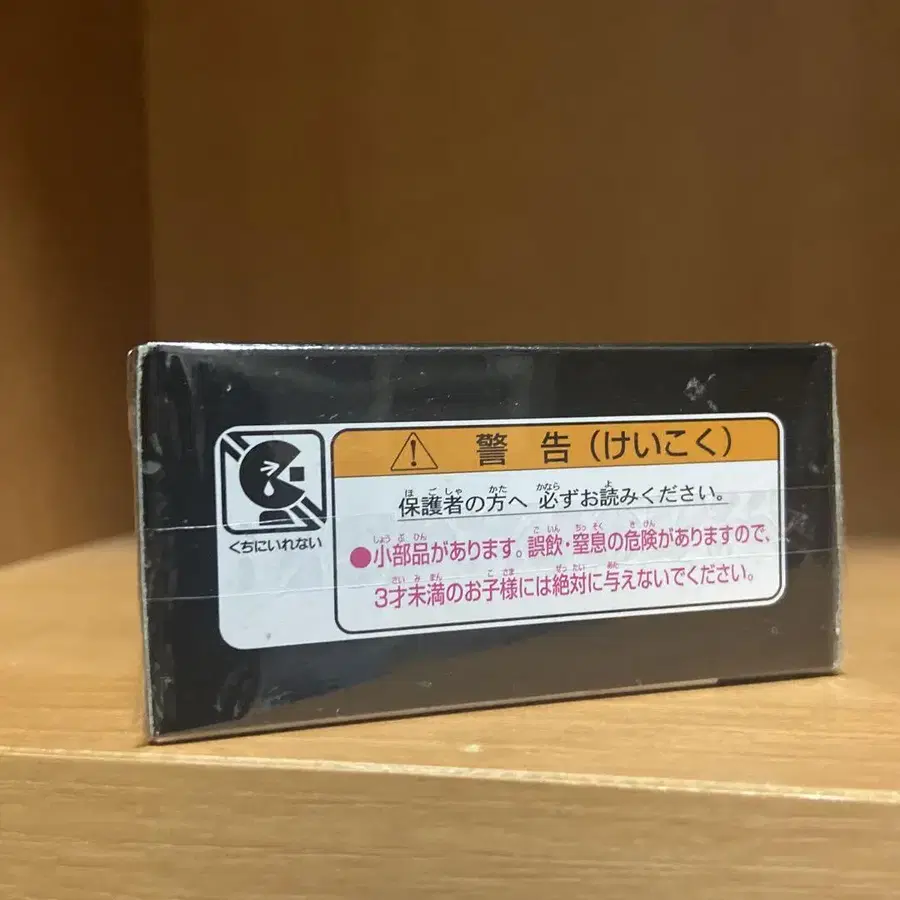 警 告 (けいこく)
保護者の方へ 必ずお読みください。
●小部品があります。誤飲・窒息の危険がありますので、
3才未満のお子様には絶対に与えないでください。
くちにいれない